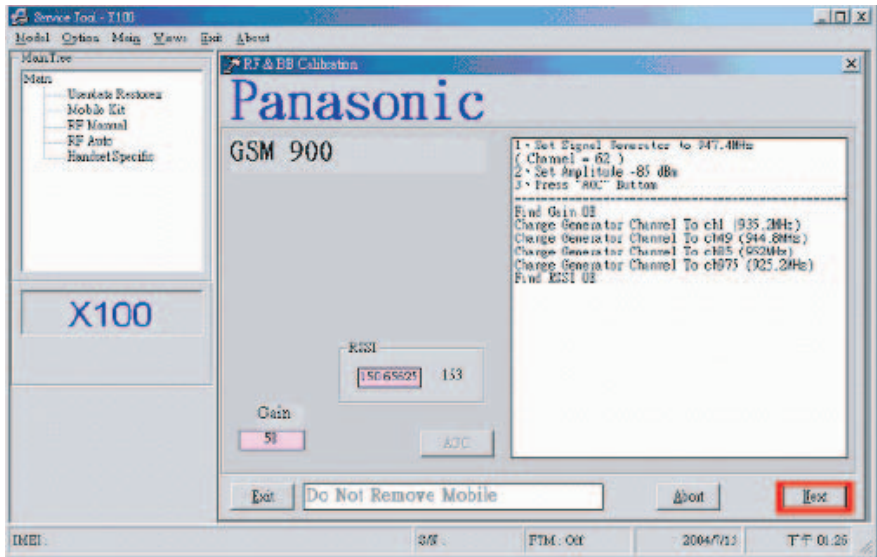 Service Tool - X100
Model Option Main Views Exit About
MainTree
Main
Userdata Restorea
Mobile Kit
RF Manual
RF Auto
Handset Specific
X100
RF & BB Calibration
Panasonic
GSM 900
1、Set Signal Generator to 947.4MHz
( Channel = 62 )
2、Set Amplitude -85 dBm
3、Press "AGC" Button
Find Gain OK
Change Generator Channel To ch1 (935.2MHz)
Change Generator Channel To ch49 (944.8MHz)
Change Generator Channel To ch85 (952MHz)
Change Generator Channel To ch975 (925.2MHz)
Find RSSI OK
RSSI
150.65625 153
Gain
58
AGC
Exit Do Not Remove Mobile Abort Next
IMEI : S/N : FTM : Off 2004/7/15 下午 01:26